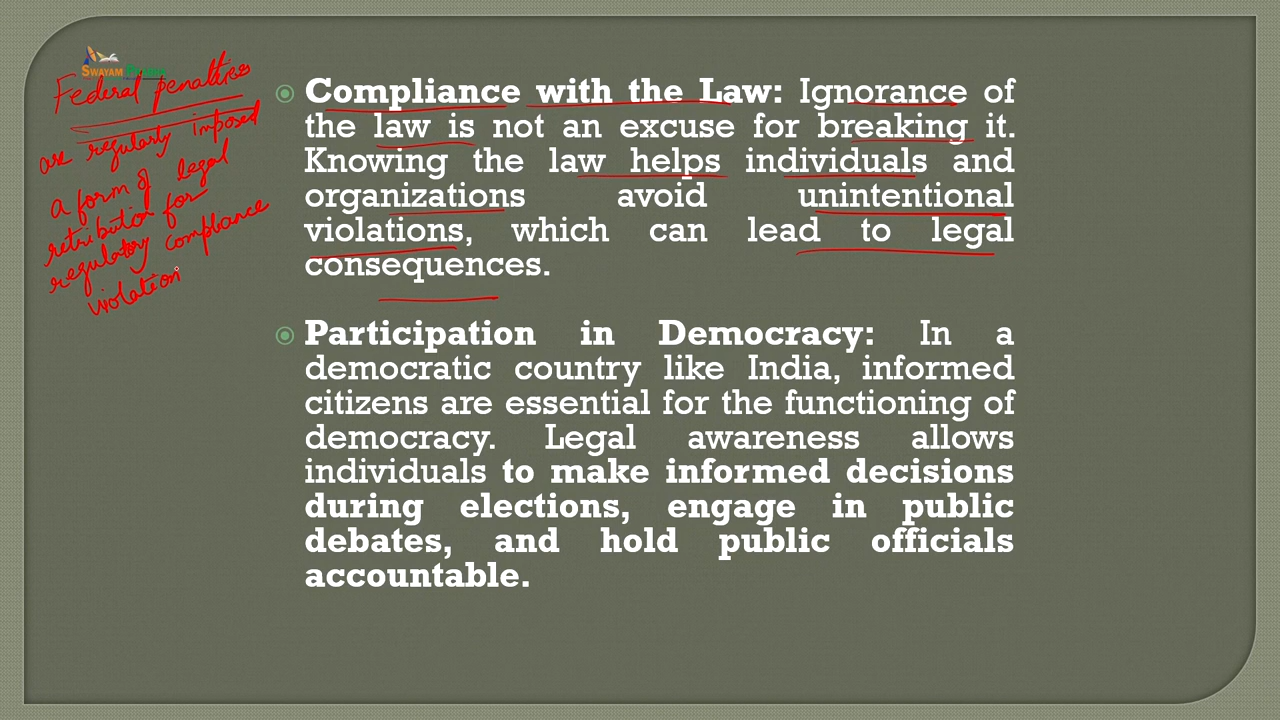 SWAYAM
Federal penalties
are regularly imposed
a form of legal
retribution for
regulatory compliance
violation
Compliance with the Law: Ignorance of
the law is not an excuse for breaking it.
Knowing the law helps individuals and
organizations avoid unintentional
violations, which can lead to legal
consequences.
Participation in Democracy: In a
democratic country like India, informed
citizens are essential for the functioning of
democracy. Legal awareness allows
individuals to make informed decisions
during elections, engage in public
debates, and hold public officials
accountable.